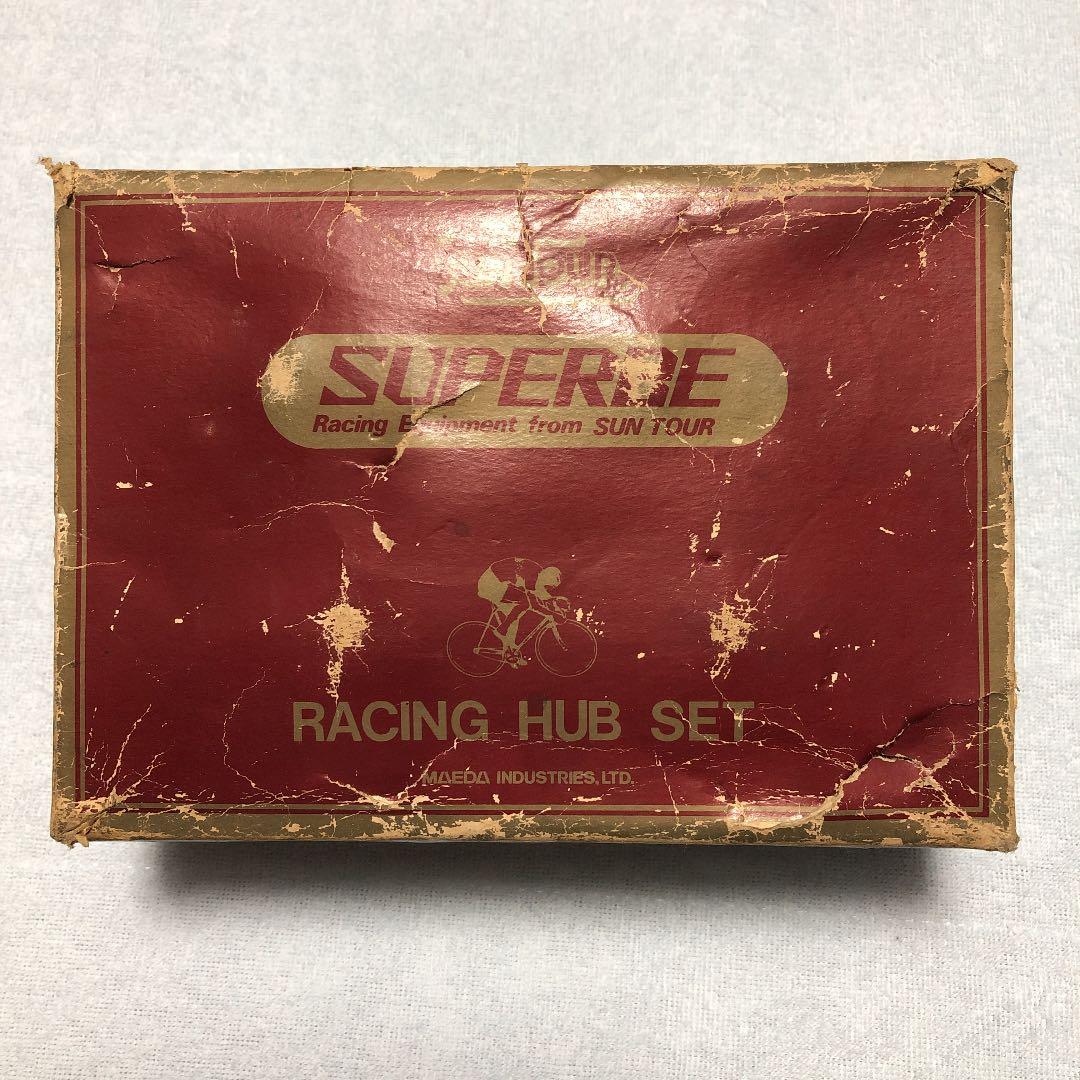 SUPERBE
Racing Equipment from SUN TOUR
RACING HUB SET
MAEDA INDUSTRIES, LTD.